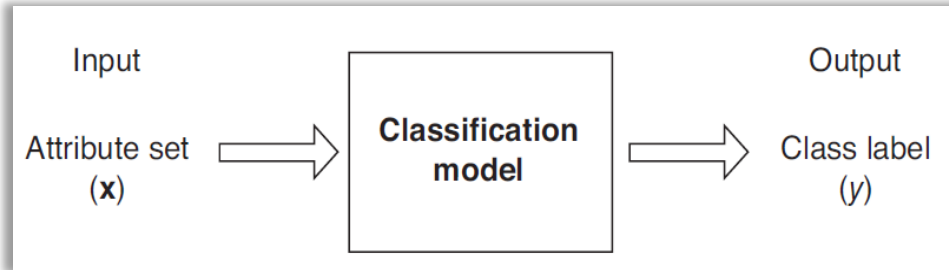 Input
Attribute set
(x)
Classification
model
Output
Class label
(y)